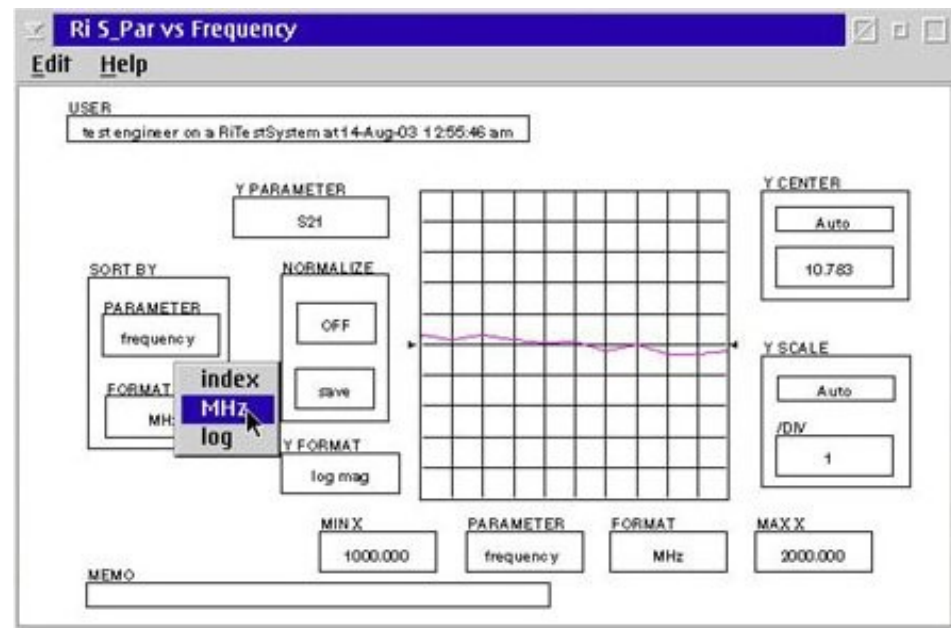 Ri S_Par vs Frequency
Edit Help
USER
test engineer on a RiTestSystem at 14-Aug-03 12:55:46 am
Y PARAMETER
S21
Y CENTER
Auto
10.783
SORT BY
PARAMETER
frequency
FORMAT
MHz
index
MHz
log
NORMALIZE
OFF
save
Y FORMAT
log mag
Y SCALE
Auto
/DIV
1
MIN X
1000.000
PARAMETER
frequency
FORMAT
MHz
MAX X
2000.000
MEMO